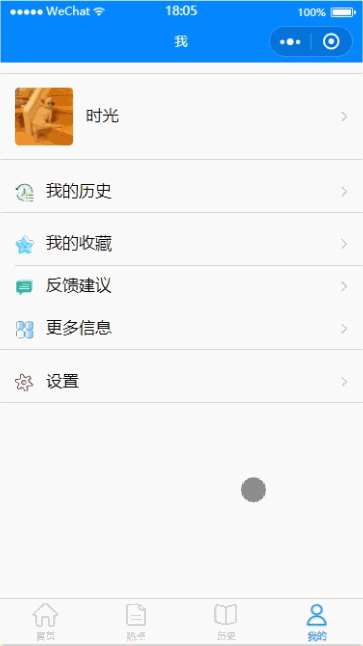 WeChat 18:05 100%
我
时光
我的历史
我的收藏
反馈建议
更多信息
设置
首页 热点 历史 我的